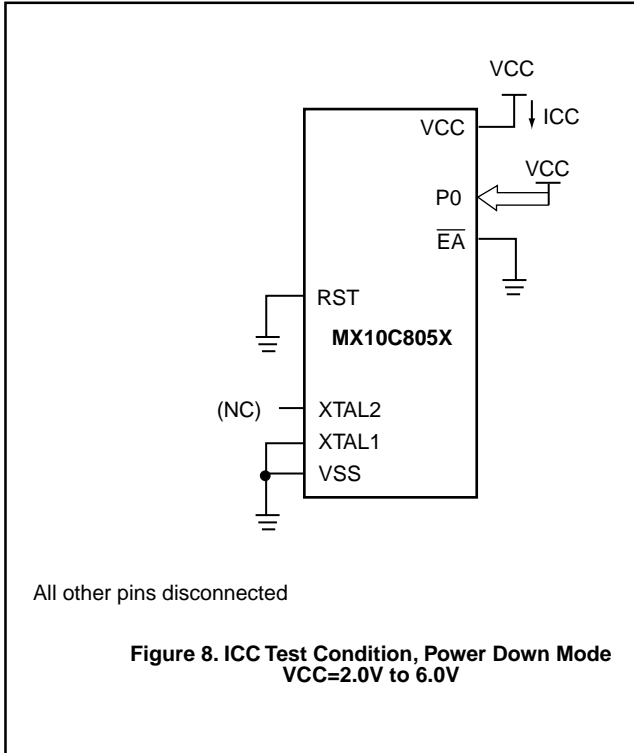 VCC
VCC
ICC
VCC
P0
EA
RST
MX10C805X
(NC)
XTAL2
XTAL1
VSS
All other pins disconnected
Figure 8. ICC Test Condition, Power Down Mode
VCC=2.0V to 6.0V